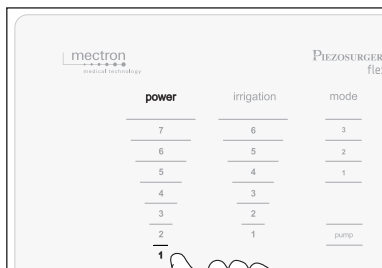 mectron
medical technology
PIEZOSURGER
flex
power irrigation mode
7 6 3
6 5 2
5 4 1
4 3
3 2
2 1 pump
1